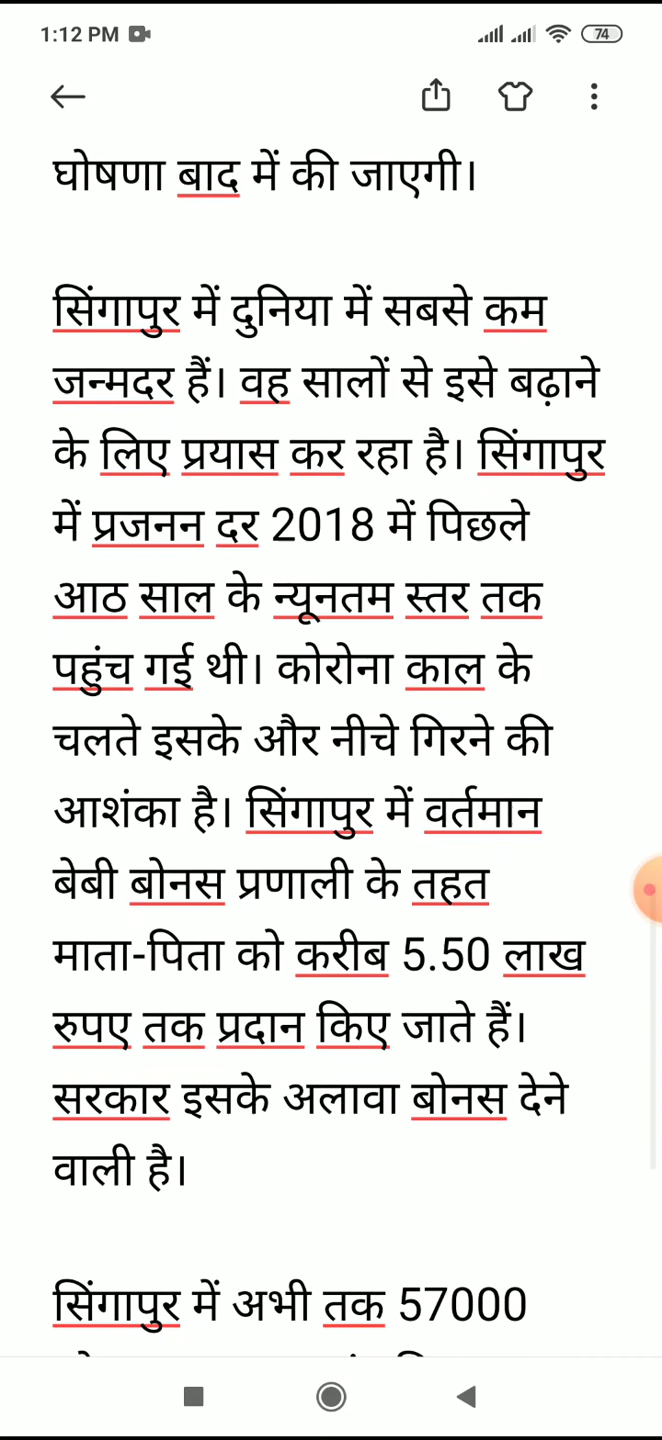 1:12 PM
74
घोषणा बाद में की जाएगी।
सिंगापुर में दुनिया में सबसे कम
जन्मदर हैं। वह सालों से इसे बढ़ाने
के लिए प्रयास कर रहा है। सिंगापुर
में प्रजनन दर 2018 में पिछले
आठ साल के न्यूनतम स्तर तक
पहुंच गई थी। कोरोना काल के
चलते इसके और नीचे गिरने की
आशंका है। सिंगापुर में वर्तमान
बेबी बोनस प्रणाली के तहत
माता-पिता को करीब 5.50 लाख
रुपए तक प्रदान किए जाते हैं।
सरकार इसके अलावा बोनस देने
वाली है।
सिंगापुर में अभी तक 57000